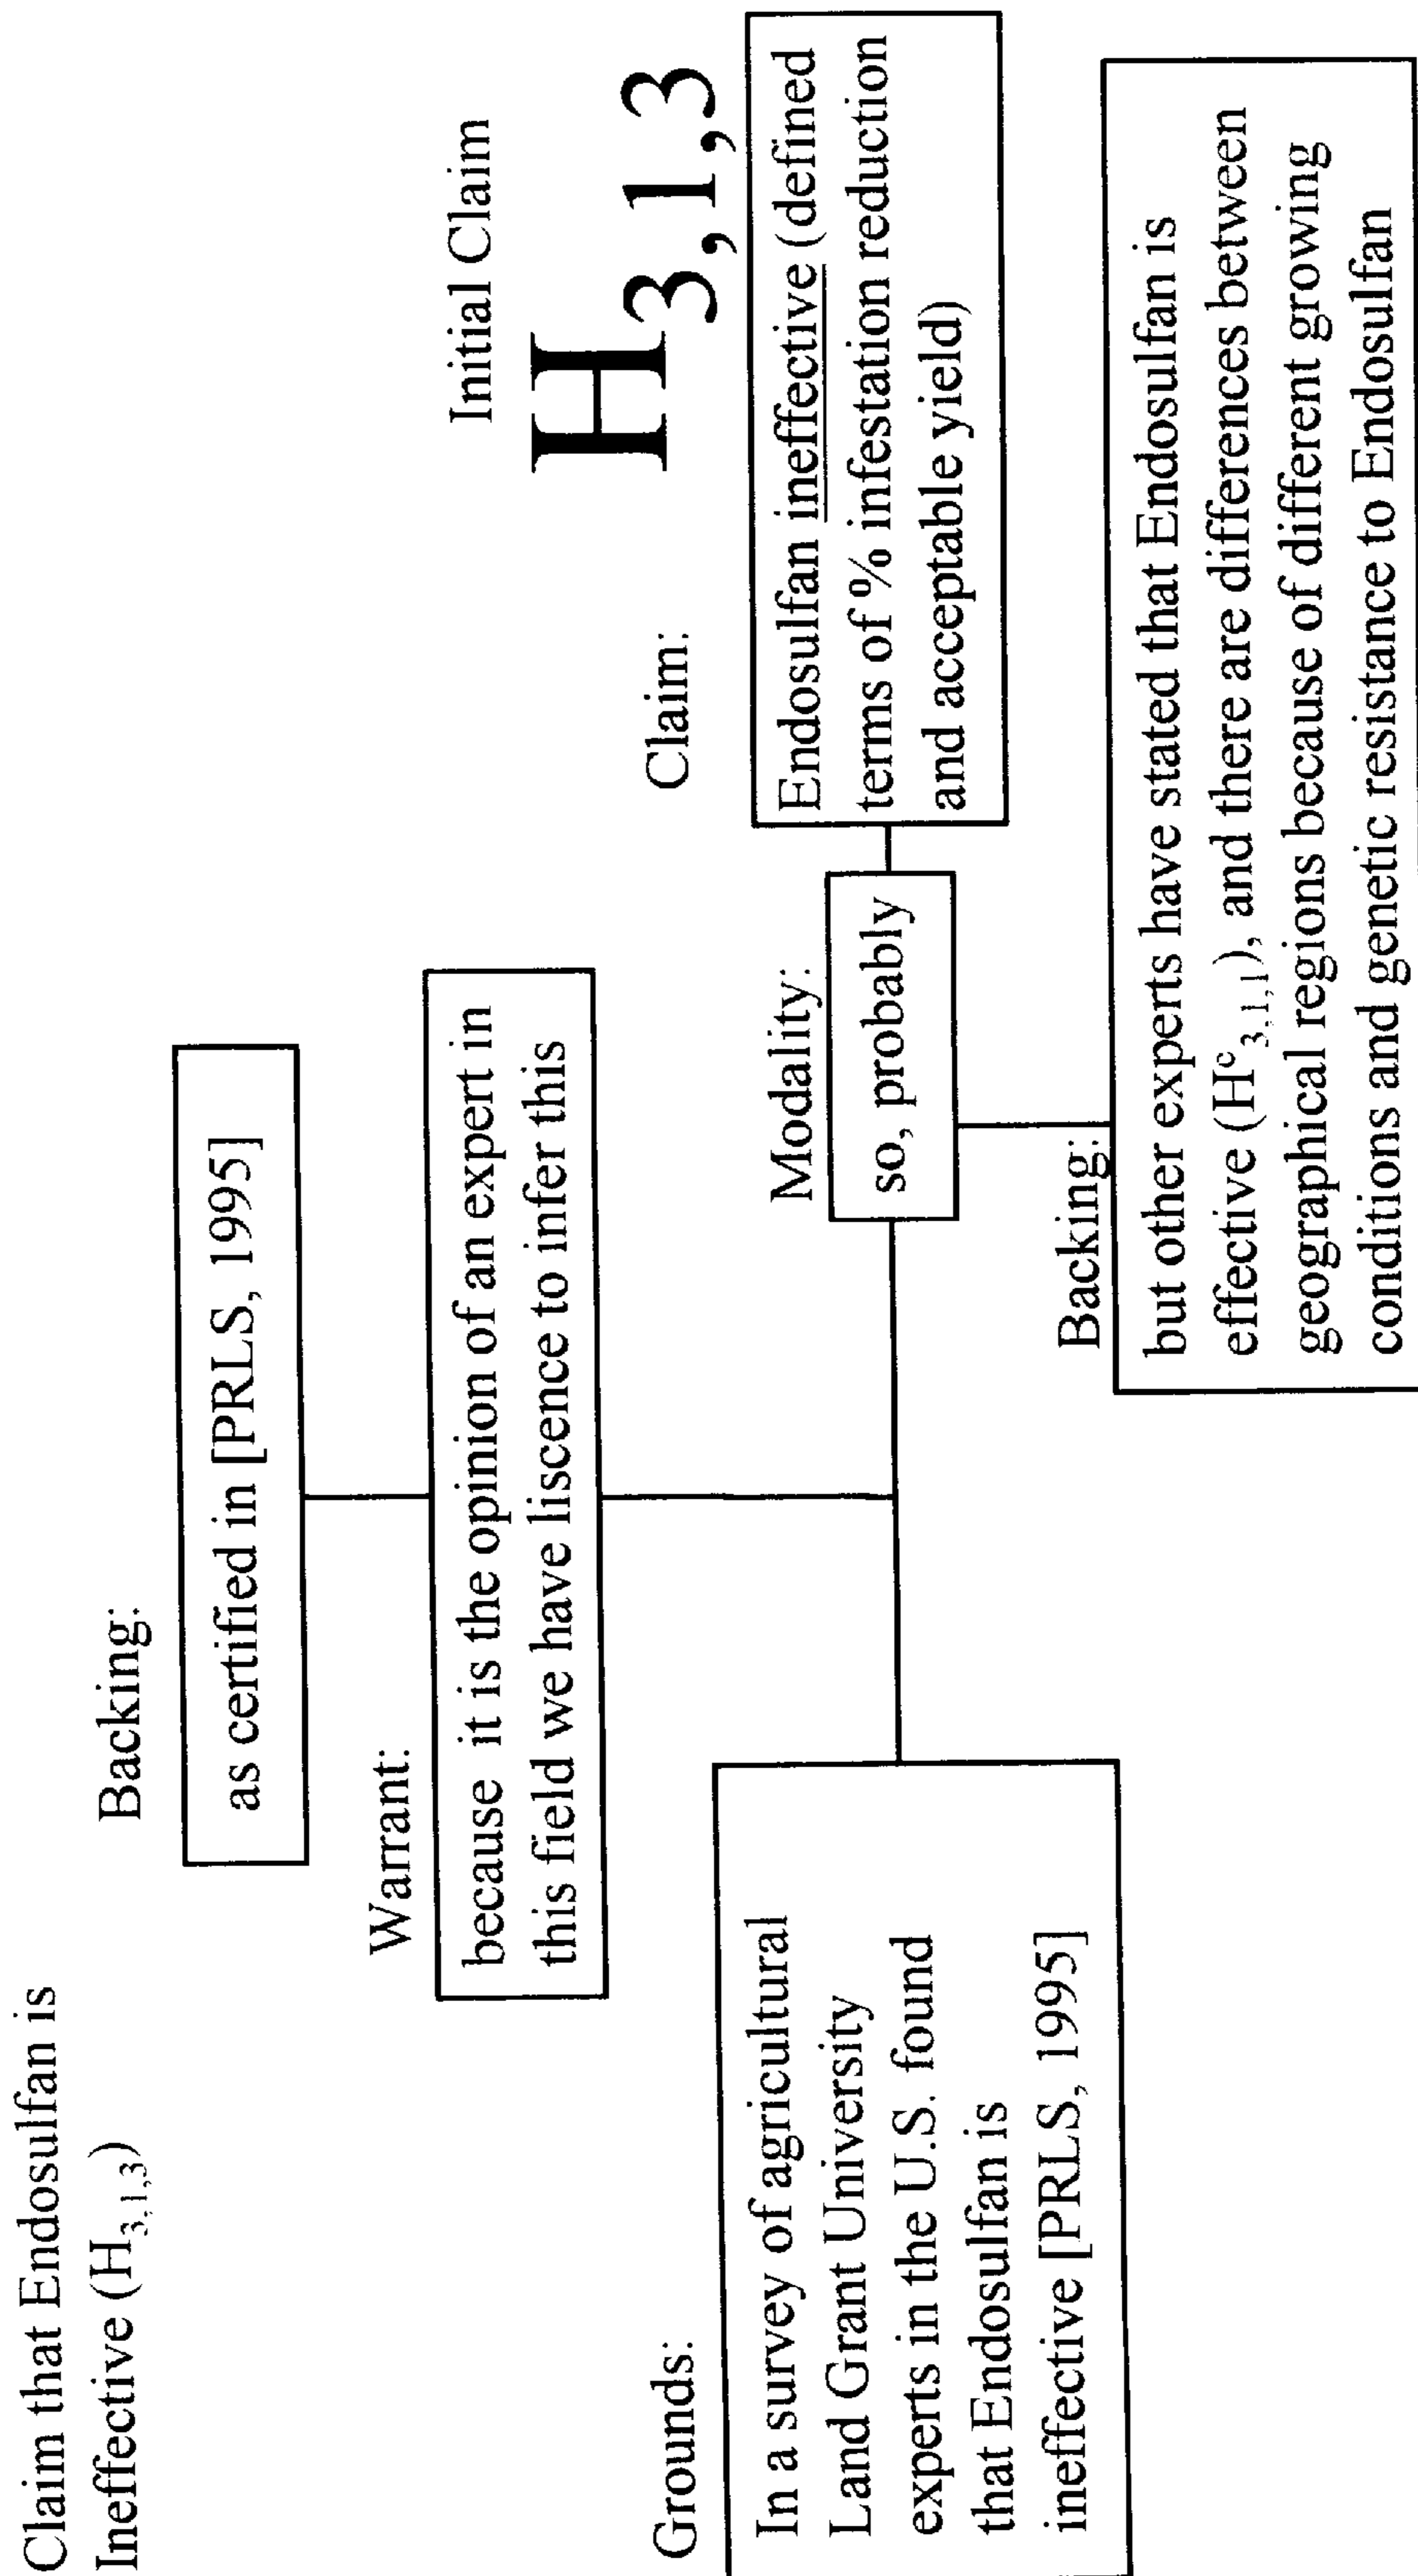 Claim that Endosulfan is
Ineffective (H3,1,3)
Backing:
as certified in [PRLS, 1995]
Warrant:
because it is the opinion of an expert in
this field we have liscence to infer this
Initial Claim
H3,1,3
Grounds:
In a survey of agricultural
Land Grant University
experts in the U.S. found
that Endosulfan is
ineffective [PRLS, 1995]
Modality:
so, probably
Claim:
Endosulfan ineffective (defined
terms of % infestation reduction
and acceptable yield)
Backing:
but other experts have stated that Endosulfan is
effective (Hc3,1,1), and there are differences between
geographical regions because of different growing
conditions and genetic resistance to Endosulfan